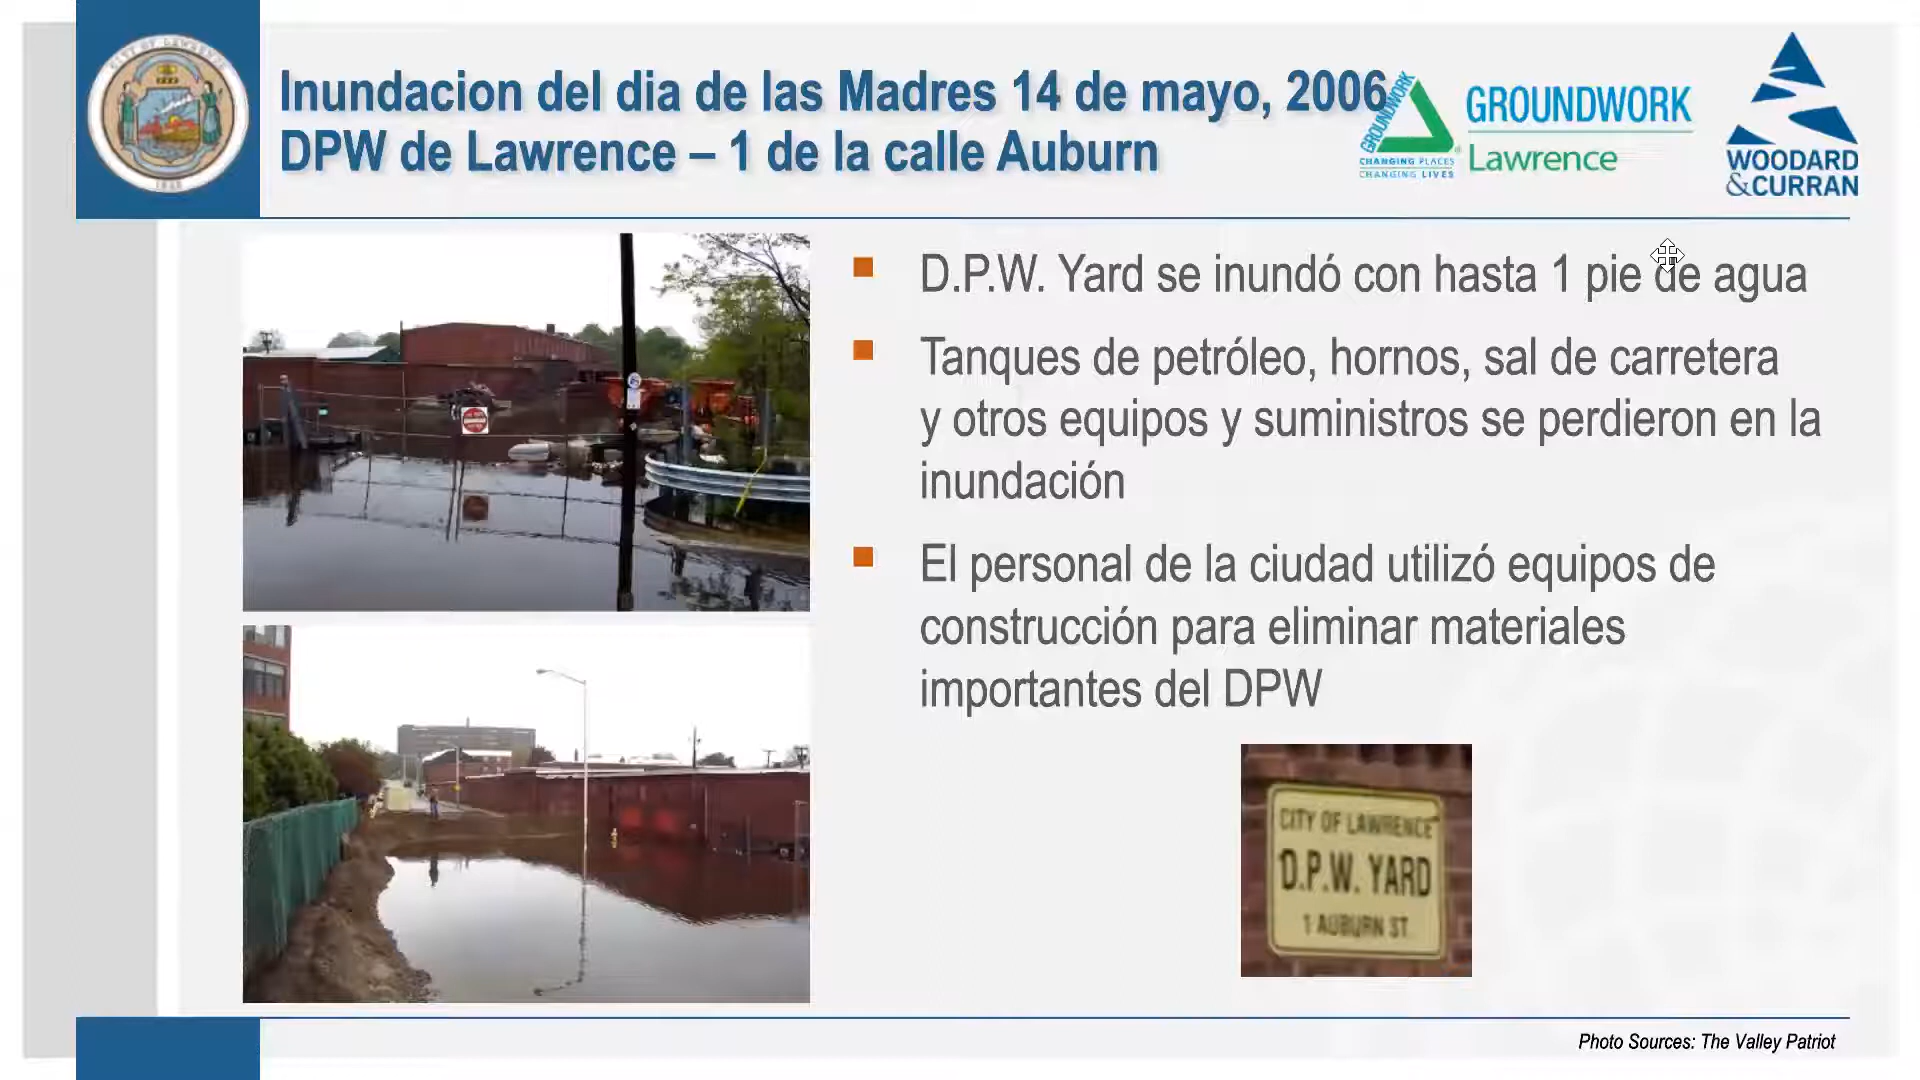 CITY OF LAWRENCE
Inundacion del dia de las Madres 14 de mayo, 2006
DPW de Lawrence – 1 de la calle Auburn
GROUNDWORK
CHANGING PLACES
CHANGING LIVES
GROUNDWORK
Lawrence
WOODARD
&CURRAN
D.P.W. Yard se inundó con hasta 1 pie de agua
Tanques de petróleo, hornos, sal de carretera
y otros equipos y suministros se perdieron en la
inundación
El personal de la ciudad utilizó equipos de
construcción para eliminar materiales
importantes del DPW
CITY OF LAWRENCE
D.P.W. YARD
1 AUBURN ST.
Photo Sources: The Valley Patriot